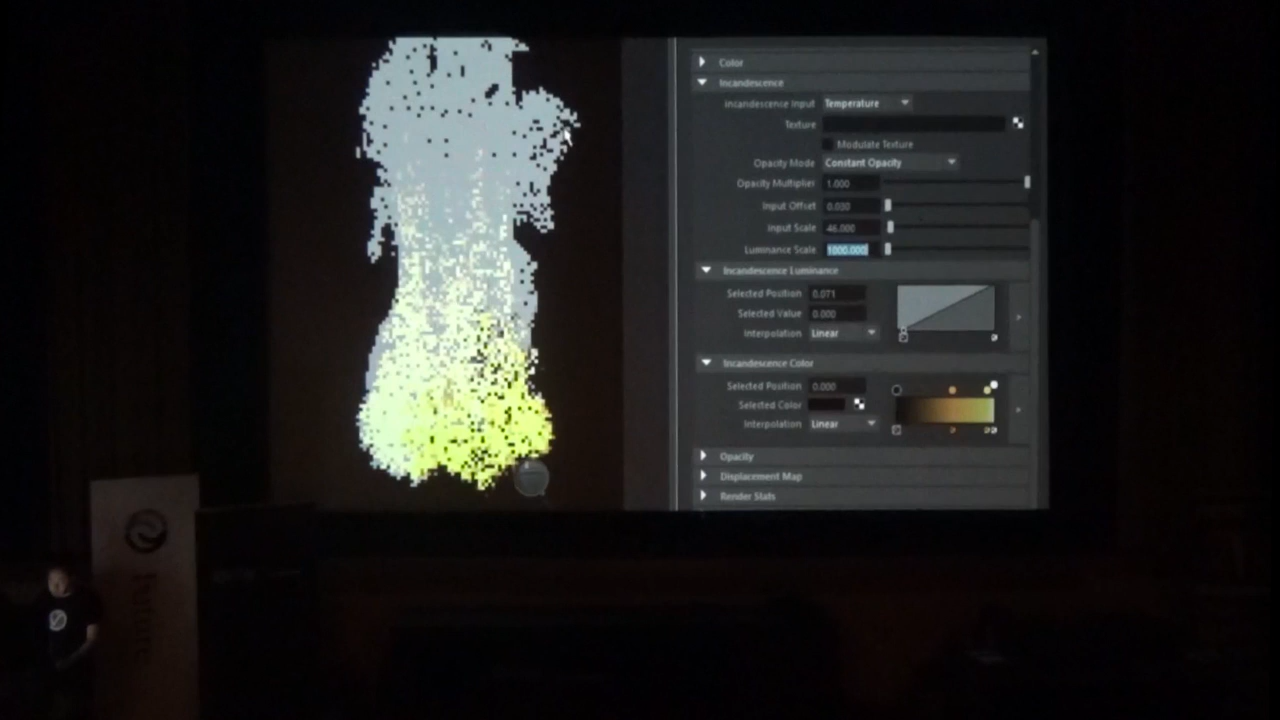 Color
Incandescence
Incandescence Input Temperature
Texture
Modulate Texture
Opacity Mode Constant Opacity
Opacity Multiplier 1.000
Input Offset 0.030
Input Scale 46.000
Luminance Scale 1000.000
Incandescence Luminance
Selected Position 0.071
Selected Value 0.000
Interpolation Linear
Incandescence Color
Selected Position 0.000
Selected Color
Interpolation Linear
Opacity
Displacement Map
Render Stats